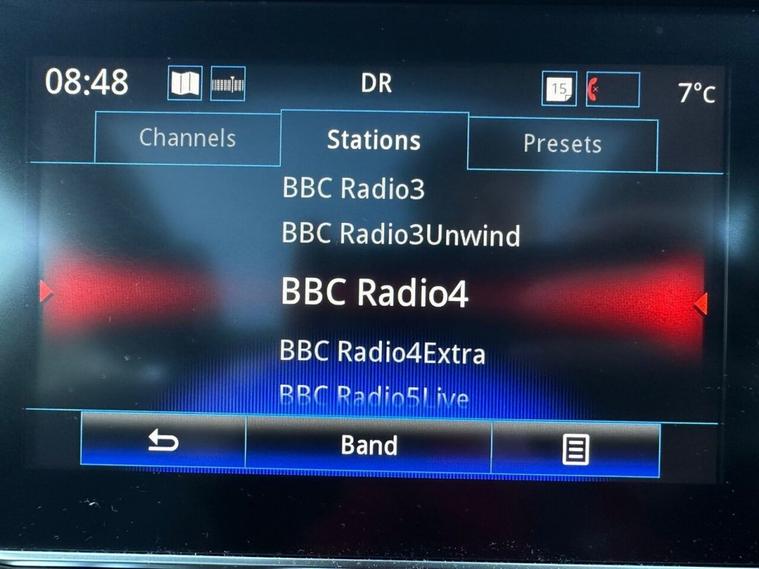 08:48 DR 15 7°c
Channels Stations Presets
BBC Radio3
BBC Radio3Unwind
BBC Radio4
BBC Radio4Extra
BBC Radio5Live
Band